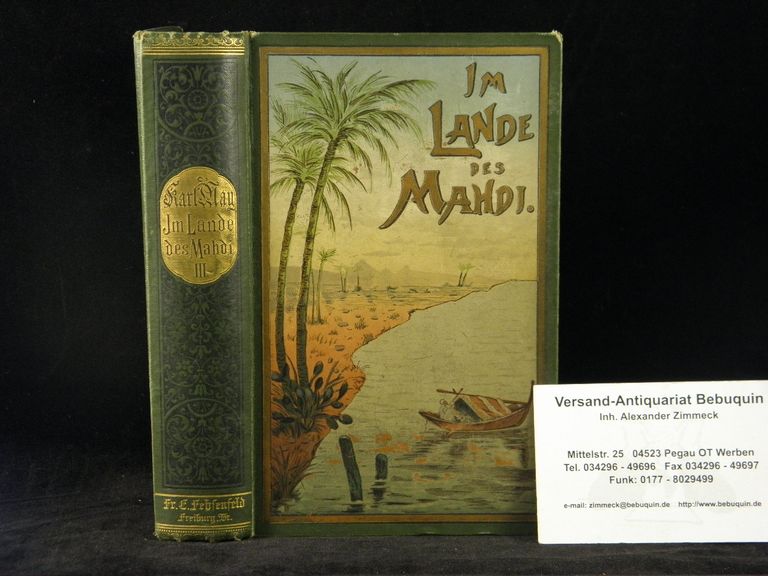 Karl May
Im Lande
des Mahdi
III
Fr. E. Fehsenfeld
Freiburg i/Br.
IM
LANDE
DES
MAHDI.
Versand-Antiquariat Bebuquin
Inh. Alexander Zimmeck
Mittelstr. 25 04523 Pegau OT Werben
Tel. 034296 - 49696 Fax 034296 - 49697
Funk: 0177 - 8029499
e-mail: zimmeck@bebuquin.de http://www.bebuquin.de